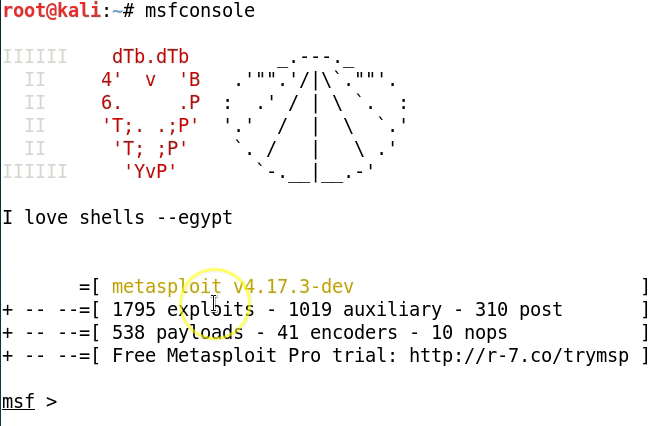 root@kali:~# msfconsole
IIIIII    dTb.dTb        _.---._
  II     4'  v  'B   .'"".'/|\`.""'.
  II     6.     .P  :  .' / | \ `.  :
  II     'T;. .;P'  '.'  /  |  \  `.'
  II      'T; ;P'    `. /   |   \ .'
IIIIII     'YvP'       `-.__|__.-'
I love shells --egypt
       =[ metasploit v4.17.3-dev                          ]
+ -- --=[ 1795 exploits - 1019 auxiliary - 310 post       ]
+ -- --=[ 538 payloads - 41 encoders - 10 nops            ]
+ -- --=[ Free Metasploit Pro trial: http://r-7.co/trymsp ]
msf >